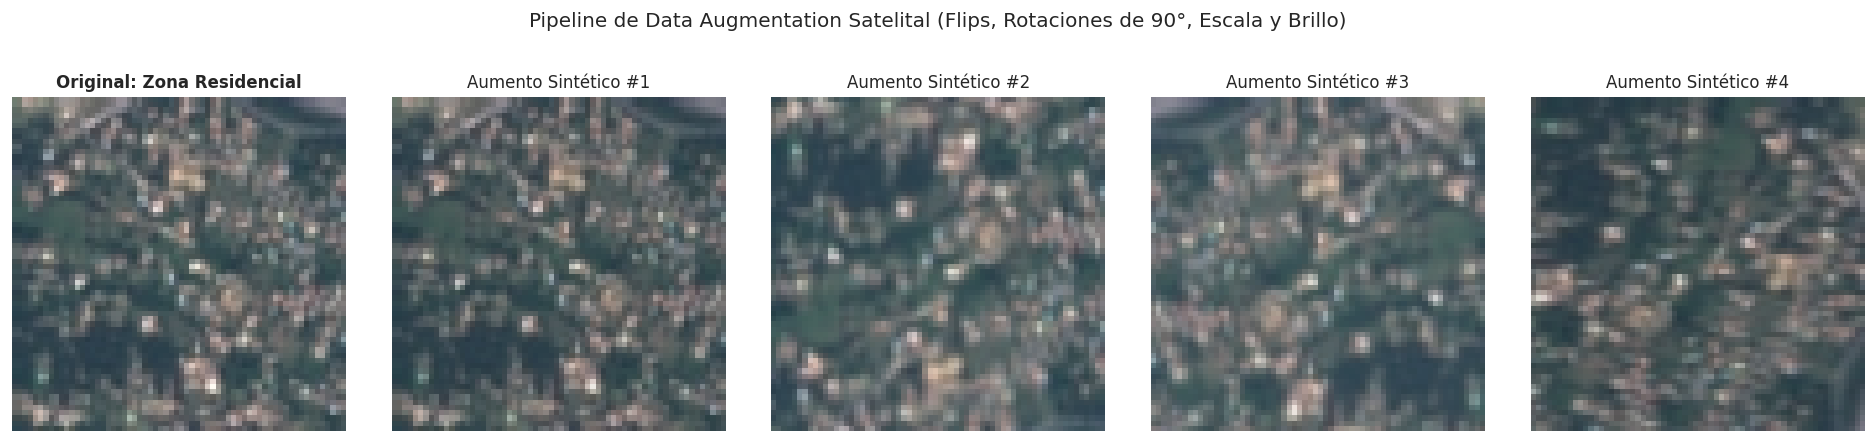 Pipeline de Data Augmentation Satelital (Flips, Rotaciones de 90°, Escala y Brillo)
Original: Zona Residencial
Aumento Sintético #1
Aumento Sintético #2
Aumento Sintético #3
Aumento Sintético #4